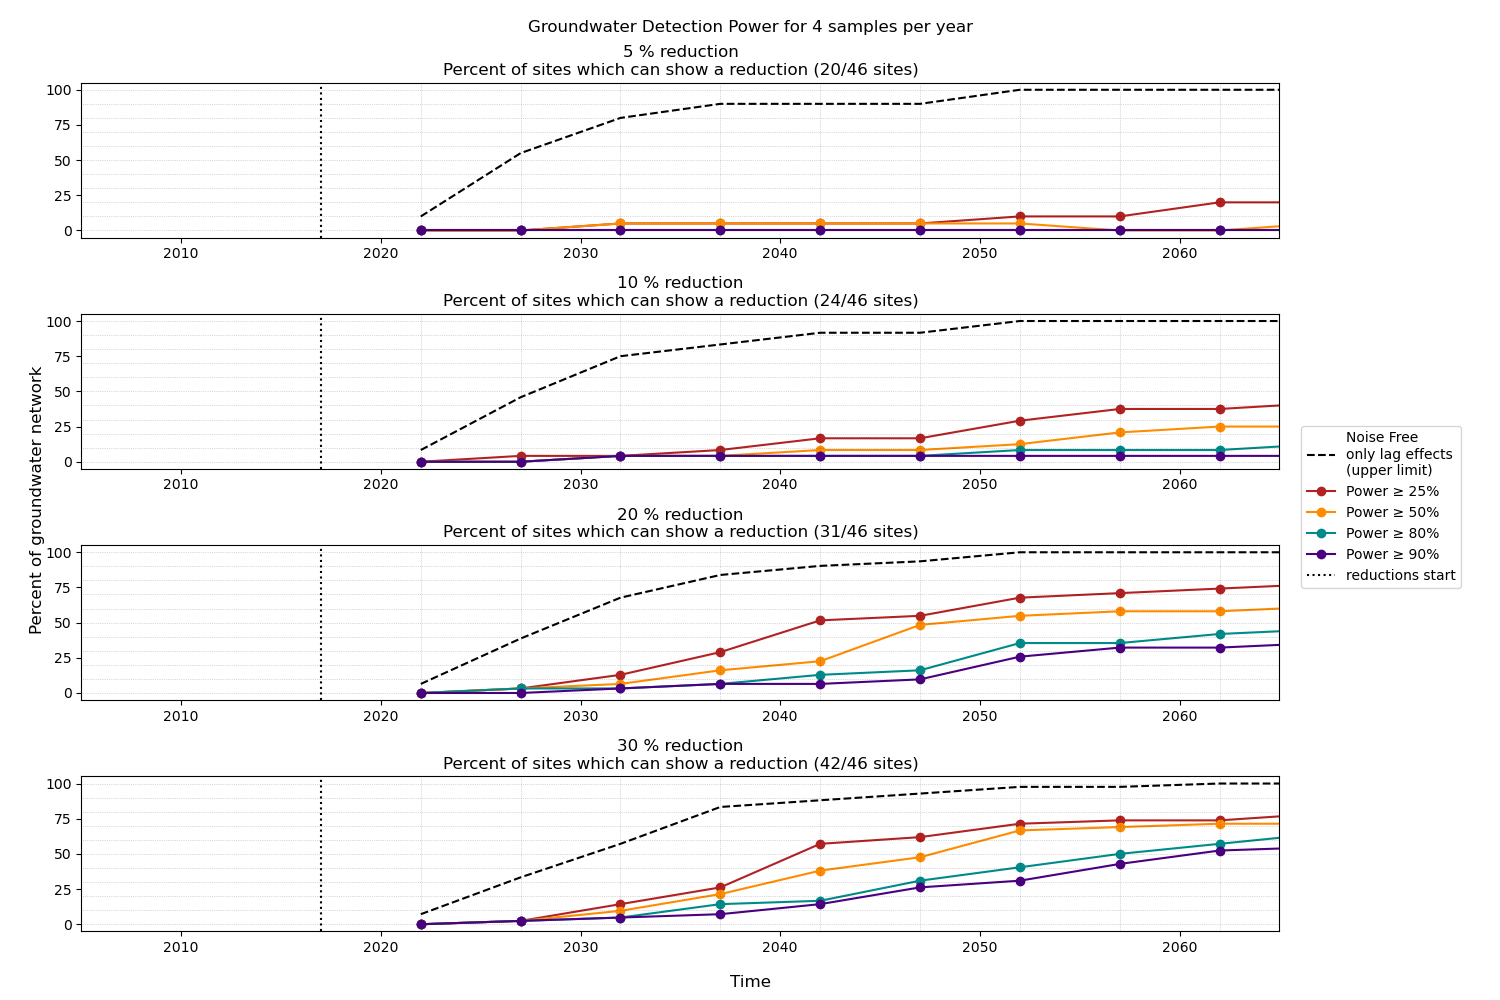 Groundwater Detection Power for 4 samples per year
5 % reduction
Percent of sites which can show a reduction (20/46 sites)
100
75
50
25
0
2010 2020 2030 2040 2050 2060
10 % reduction
Percent of sites which can show a reduction (24/46 sites)
100
75
50
25
0
2010 2020 2030 2040 2050 2060
20 % reduction
Percent of sites which can show a reduction (31/46 sites)
100
75
50
25
0
2010 2020 2030 2040 2050 2060
30 % reduction
Percent of sites which can show a reduction (42/46 sites)
100
75
50
25
0
2010 2020 2030 2040 2050 2060
Time
Percent of groundwater network
Noise Free
only lag effects
(upper limit)
Power ≥ 25%
Power ≥ 50%
Power ≥ 80%
Power ≥ 90%
reductions start